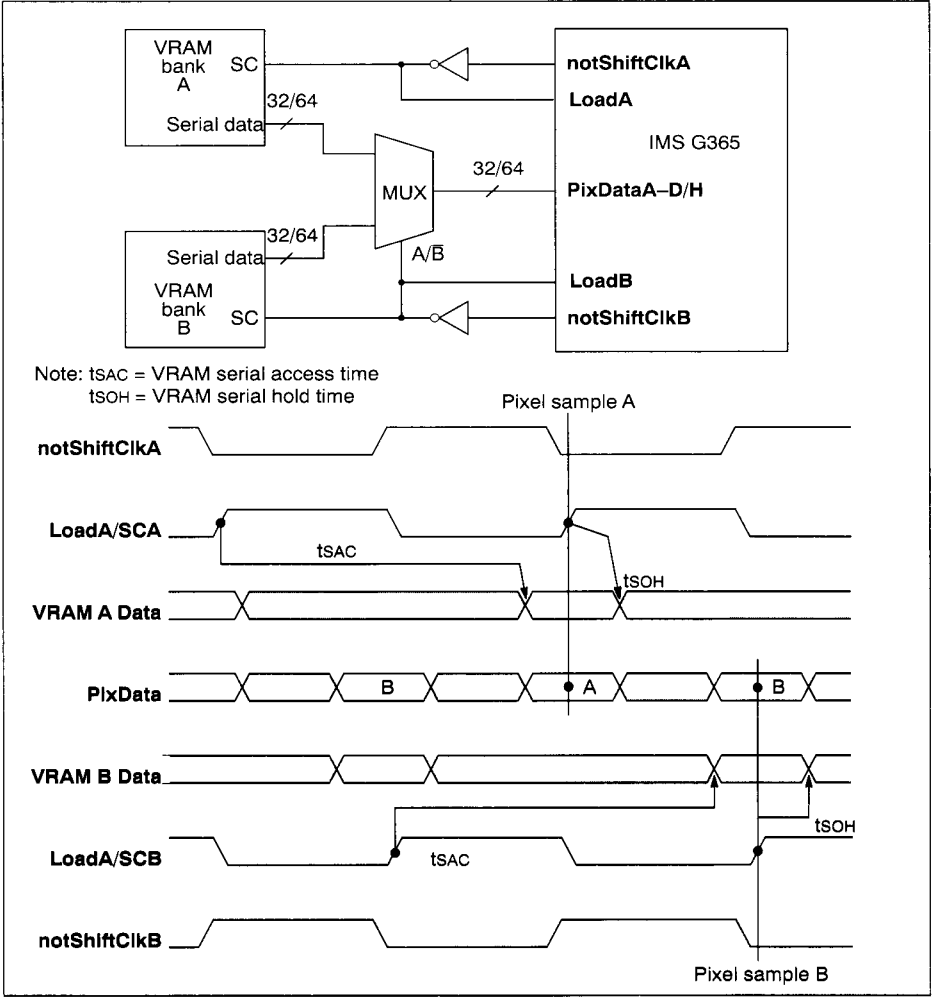 VRAM
bank
A
SC
32/64
Serial data
notShiftClkA
LoadA
IMS G365
MUX
32/64
PixDataA–D/H
32/64
Serial data
A/B̅
VRAM
bank
B
SC
LoadB
notShiftClkB
Note: tSAC = VRAM serial access time
tSOH = VRAM serial hold time
Pixel sample A
notShiftClkA
LoadA/SCA
tSAC
tSOH
VRAM A Data
PixData
B
A
B
VRAM B Data
LoadA/SCB
tSAC
tSOH
notShiftClkB
Pixel sample B